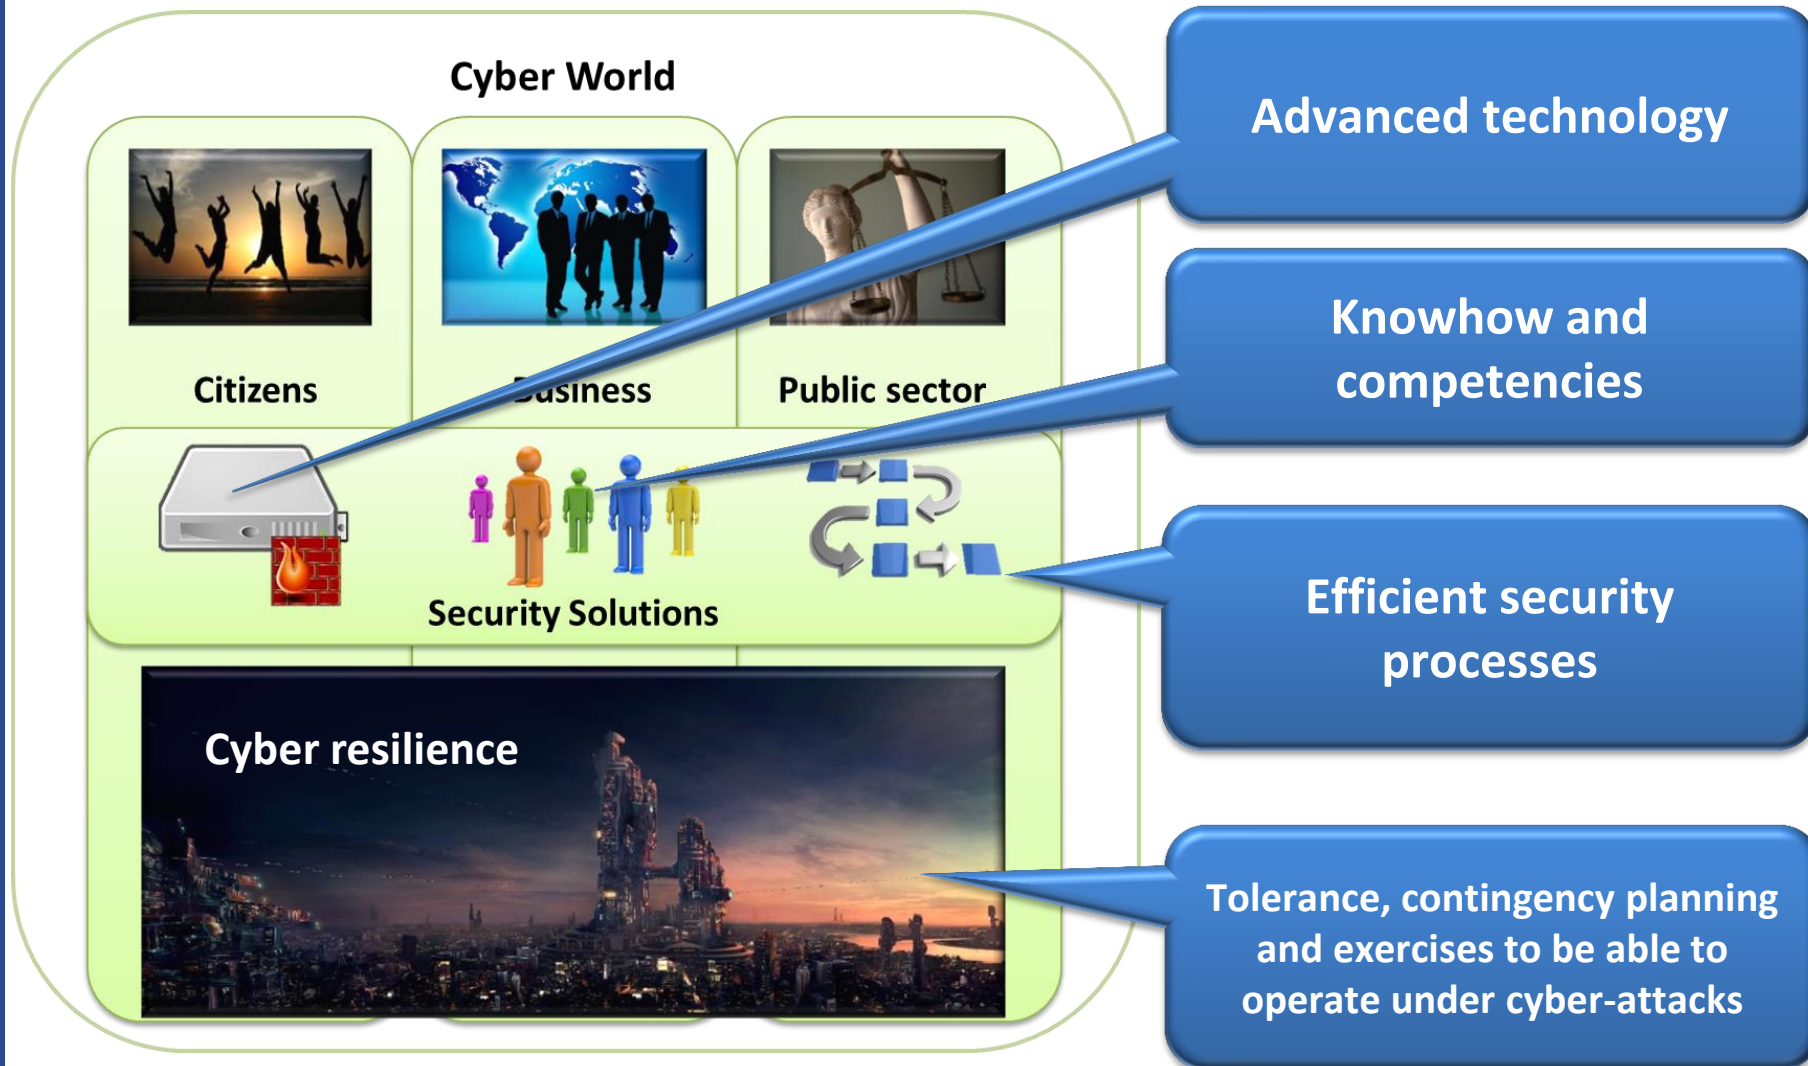 Cyber World
Citizens
Business
Public sector
Security Solutions
Cyber resilience
Advanced technology
Knowhow and
competencies
Efficient security
processes
Tolerance, contingency planning
and exercises to be able to
operate under cyber-attacks